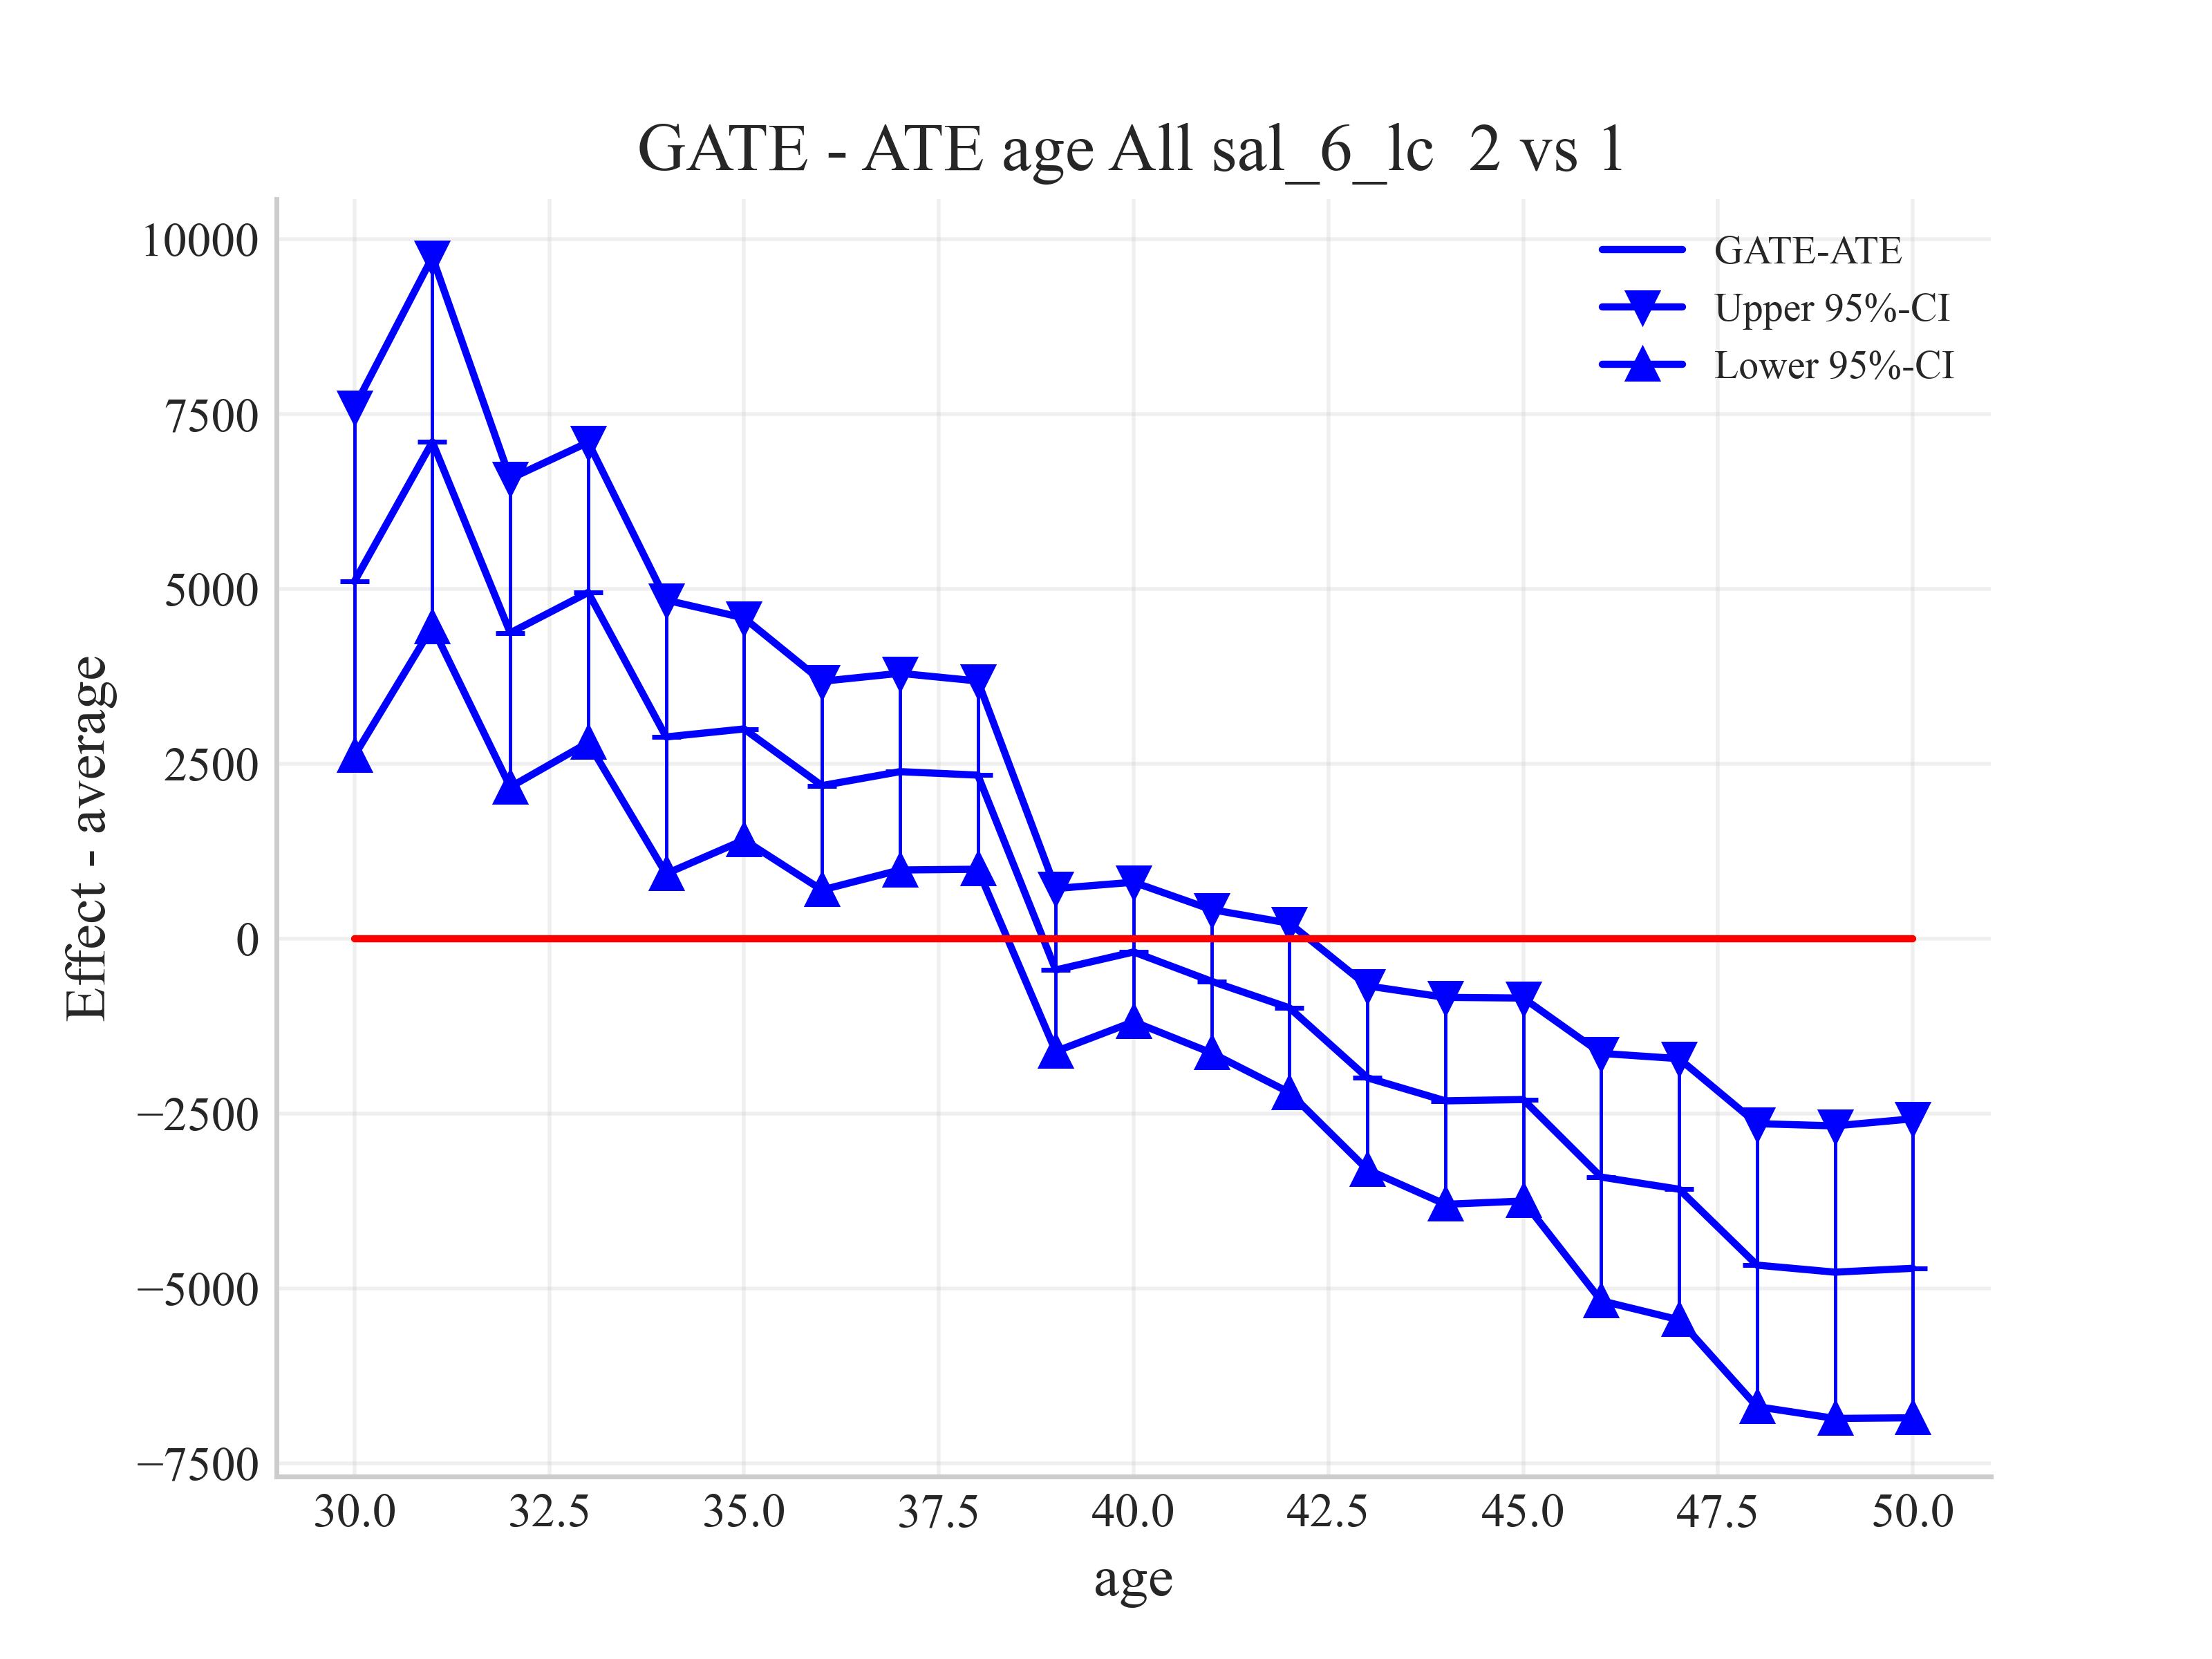 GATE - ATE age All sal_6_lc  2 vs 1
GATE-ATE
Upper 95%-CI
Lower 95%-CI
Effect - average
10000
7500
5000
2500
0
−2500
−5000
−7500
30.0 32.5 35.0 37.5 40.0 42.5 45.0 47.5 50.0
age